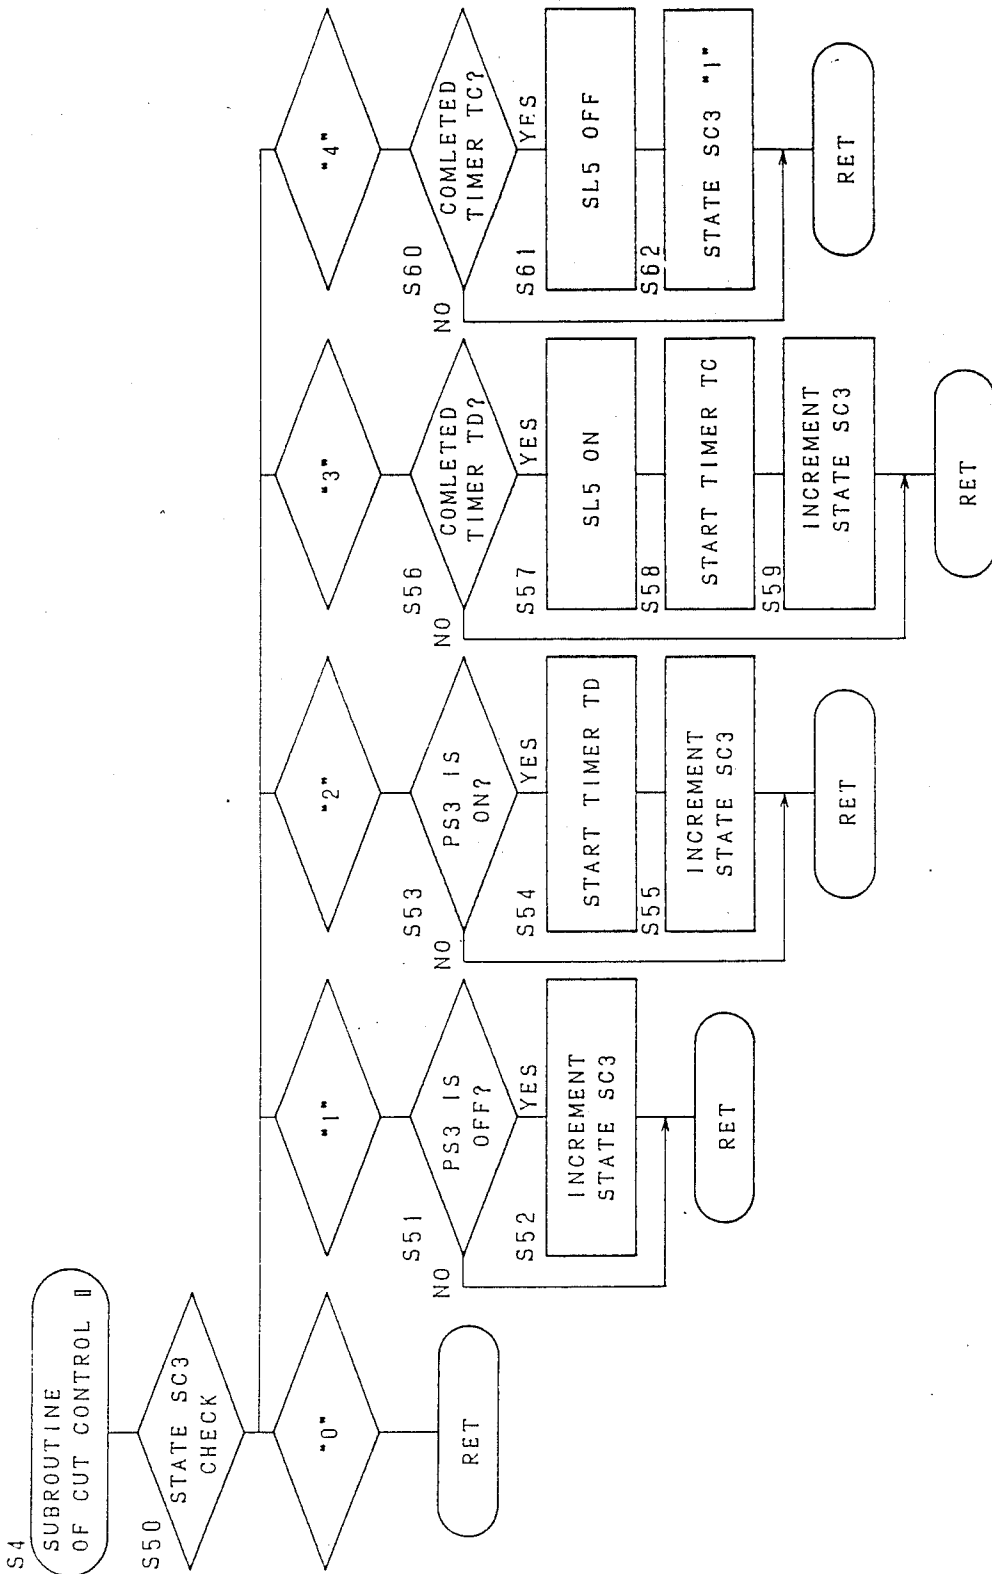 S4
SUBROUTINE
OF CUT CONTROL
S50
STATE SC3
CHECK
"0"
RET
"1"
S51
PS3 IS
OFF?
NO
YES
S52
INCREMENT
STATE SC3
RET
"2"
S53
PS3 IS
ON?
NO
YES
S54
START TIMER TD
S55
INCREMENT
STATE SC3
RET
"3"
S56
COMLETED
TIMER TD?
NO
YES
S57
SL5 ON
S58
START TIMER TC
S59
INCREMENT
STATE SC3
RET
"4"
S60
COMLETED
TIMER TC?
NO
YES
S61
SL5 OFF
S62
STATE SC3 "1"
RET